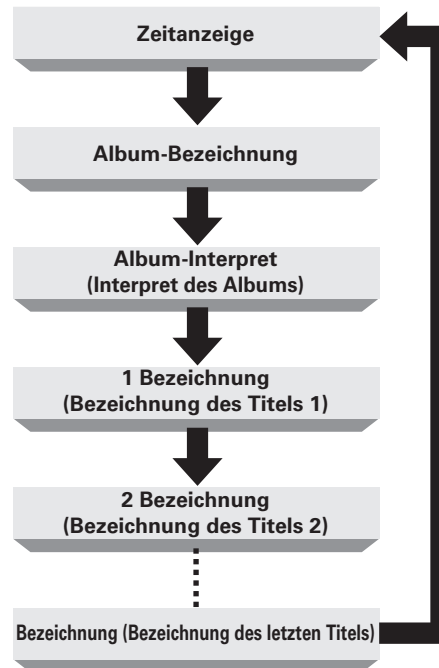 Zeitanzeige
Album-Bezeichnung
Album-Interpret
(Interpret des Albums)
1 Bezeichnung
(Bezeichnung des Titels 1)
2 Bezeichnung
(Bezeichnung des Titels 2)
Bezeichnung (Bezeichnung des letzten Titels)